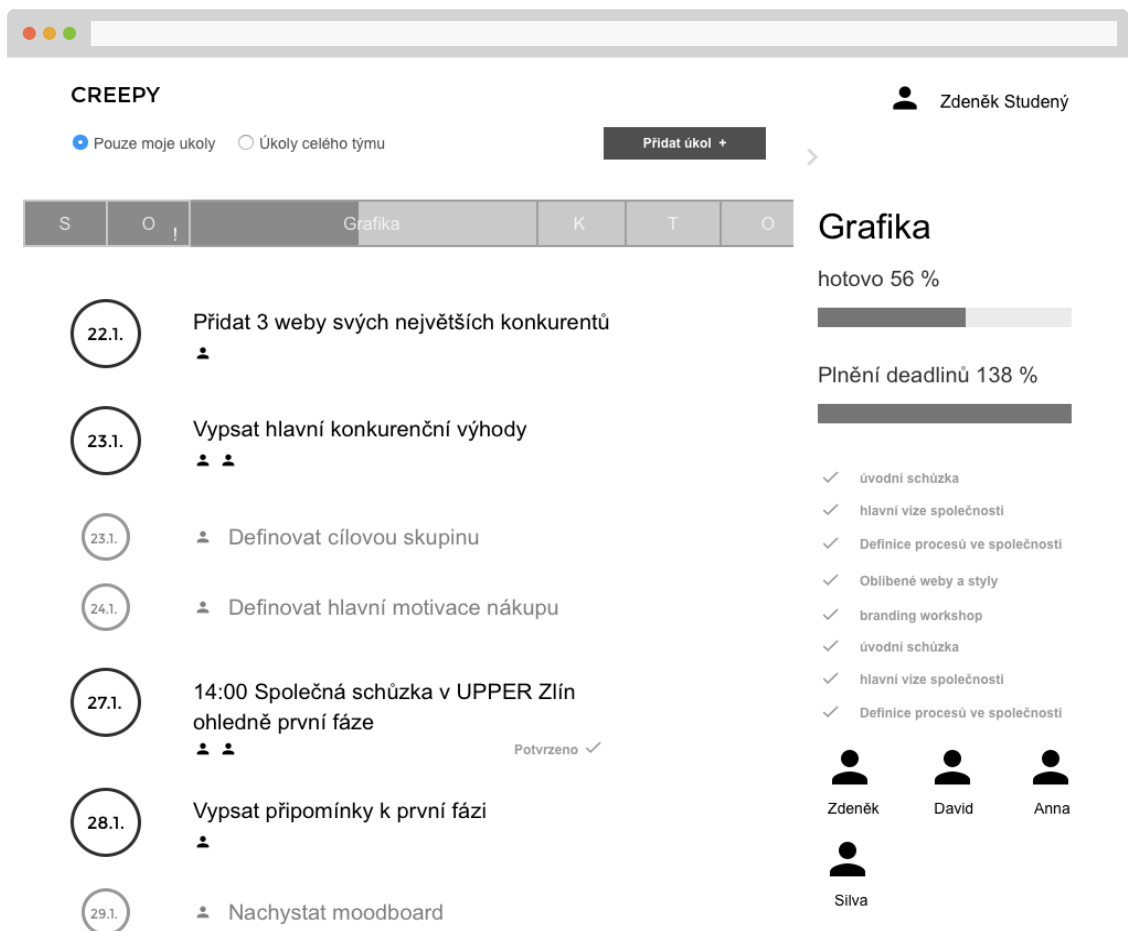 CREEPY
Zdeněk Studený
Pouze moje ukoly
Úkoly celého týmu
Přidat úkol +
S
O
!
Grafika
K
T
O
22.1.
Přidat 3 weby svých největších konkurentů
23.1.
Vypsat hlavní konkurenční výhody
23.1.
Definovat cílovou skupinu
24.1.
Definovat hlavní motivace nákupu
27.1.
14:00 Společná schůzka v UPPER Zlín
ohledně první fáze
Potvrzeno
28.1.
Vypsat připomínky k první fázi
29.1.
Nachystat moodboard
Grafika
hotovo 56 %
Plnění deadlinů 138 %
úvodní schůzka
hlavní vize společnosti
Definice procesů ve společnosti
Oblíbené weby a styly
branding workshop
úvodní schůzka
hlavní vize společnosti
Definice procesů ve společnosti
Zdeněk
David
Anna
Silva